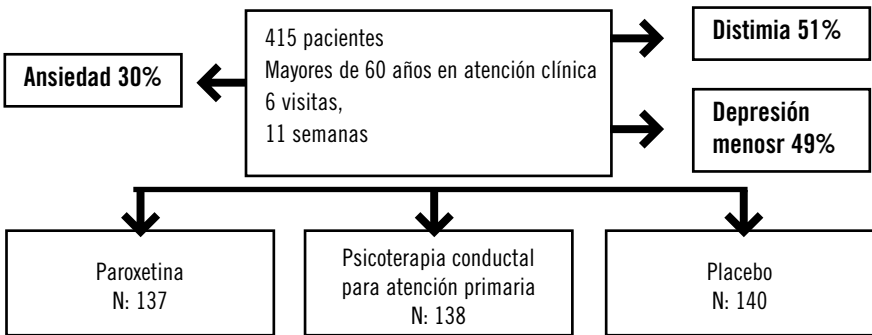 415 pacientes
Mayores de 60 años en atención clínica
6 visitas,
11 semanas
Ansiedad 30%
Distimia 51%
Depresión
menosr 49%
Paroxetina
N: 137
Psicoterapia conductal
para atención primaria
N: 138
Placebo
N: 140